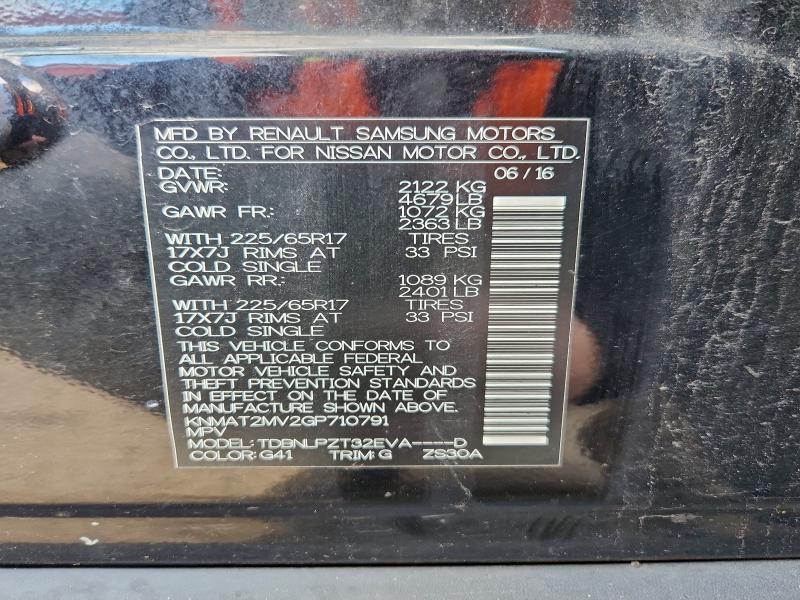 MFD BY RENAULT SAMSUNG MOTORS
CO., LTD. FOR NISSAN MOTOR CO., LTD.
DATE: 06/16
GVWR: 2122 KG
4679 LB
GAWR FR: 1072 KG
2363 LB
WITH 225/65R17 TIRES
17X7J RIMS AT 33 PSI
COLD SINGLE
GAWR RR: 1089 KG
2401 LB
WITH 225/65R17 TIRES
17X7J RIMS AT 33 PSI
COLD SINGLE
THIS VEHICLE CONFORMS TO
ALL APPLICABLE FEDERAL
MOTOR VEHICLE SAFETY AND
THEFT PREVENTION STANDARDS
IN EFFECT ON THE DATE OF
MANUFACTURE SHOWN ABOVE.
KNMAT2MV2GP710791
MPV
MODEL: TDBNLPZT32EVA----D
COLOR: G41 TRIM: G ZS30A